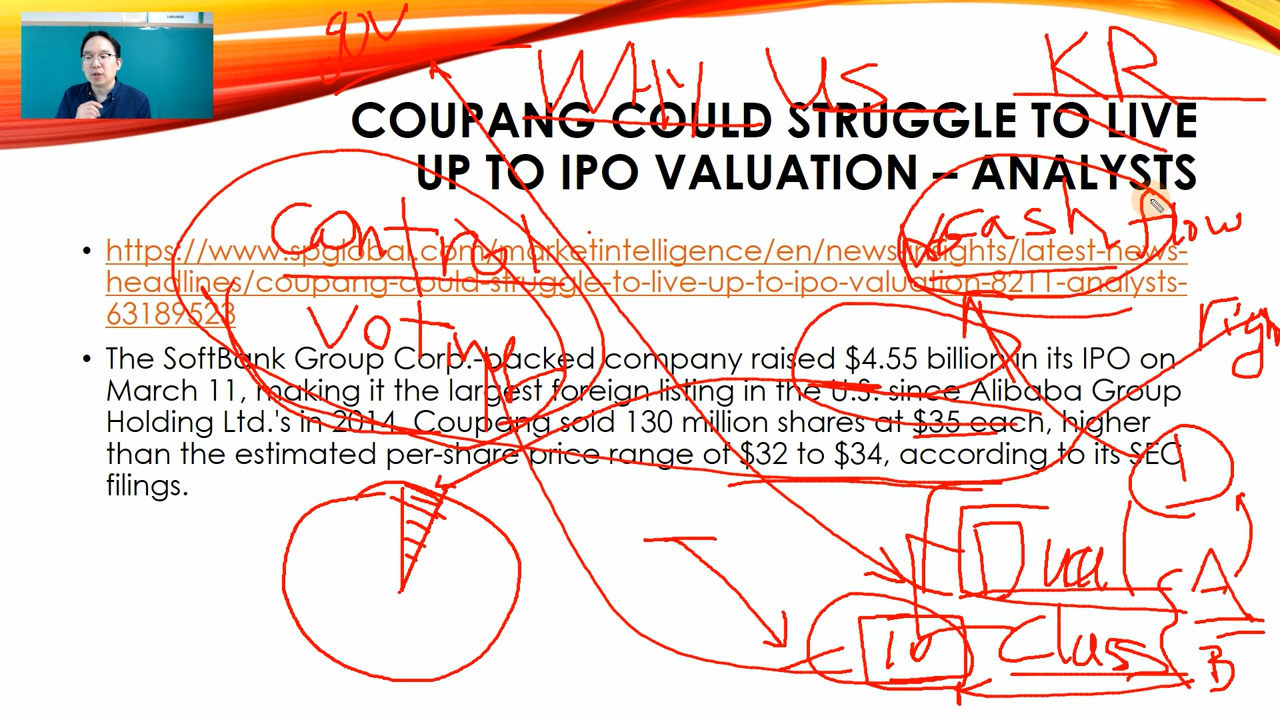 gov
Why US
KR
COUPANG COULD STRUGGLE TO LIVE
UP TO IPO VALUATION – ANALYSTS
control
cash flow
• https://www.spglobal.com/marketintelligence/en/news-insights/latest-news-
headlines/coupang-could-struggle-to-live-up-to-ipo-valuation-8211-analysts-
63189523
voting
right
• The SoftBank Group Corp.-backed company raised $4.55 billion in its IPO on
March 11, making it the largest foreign listing in the U.S. since Alibaba Group
Holding Ltd.'s in 2014. Coupang sold 130 million shares at $35 each, higher
than the estimated per-share price range of $32 to $34, according to its SEC
filings.
1
Dual
A
10
Class
B